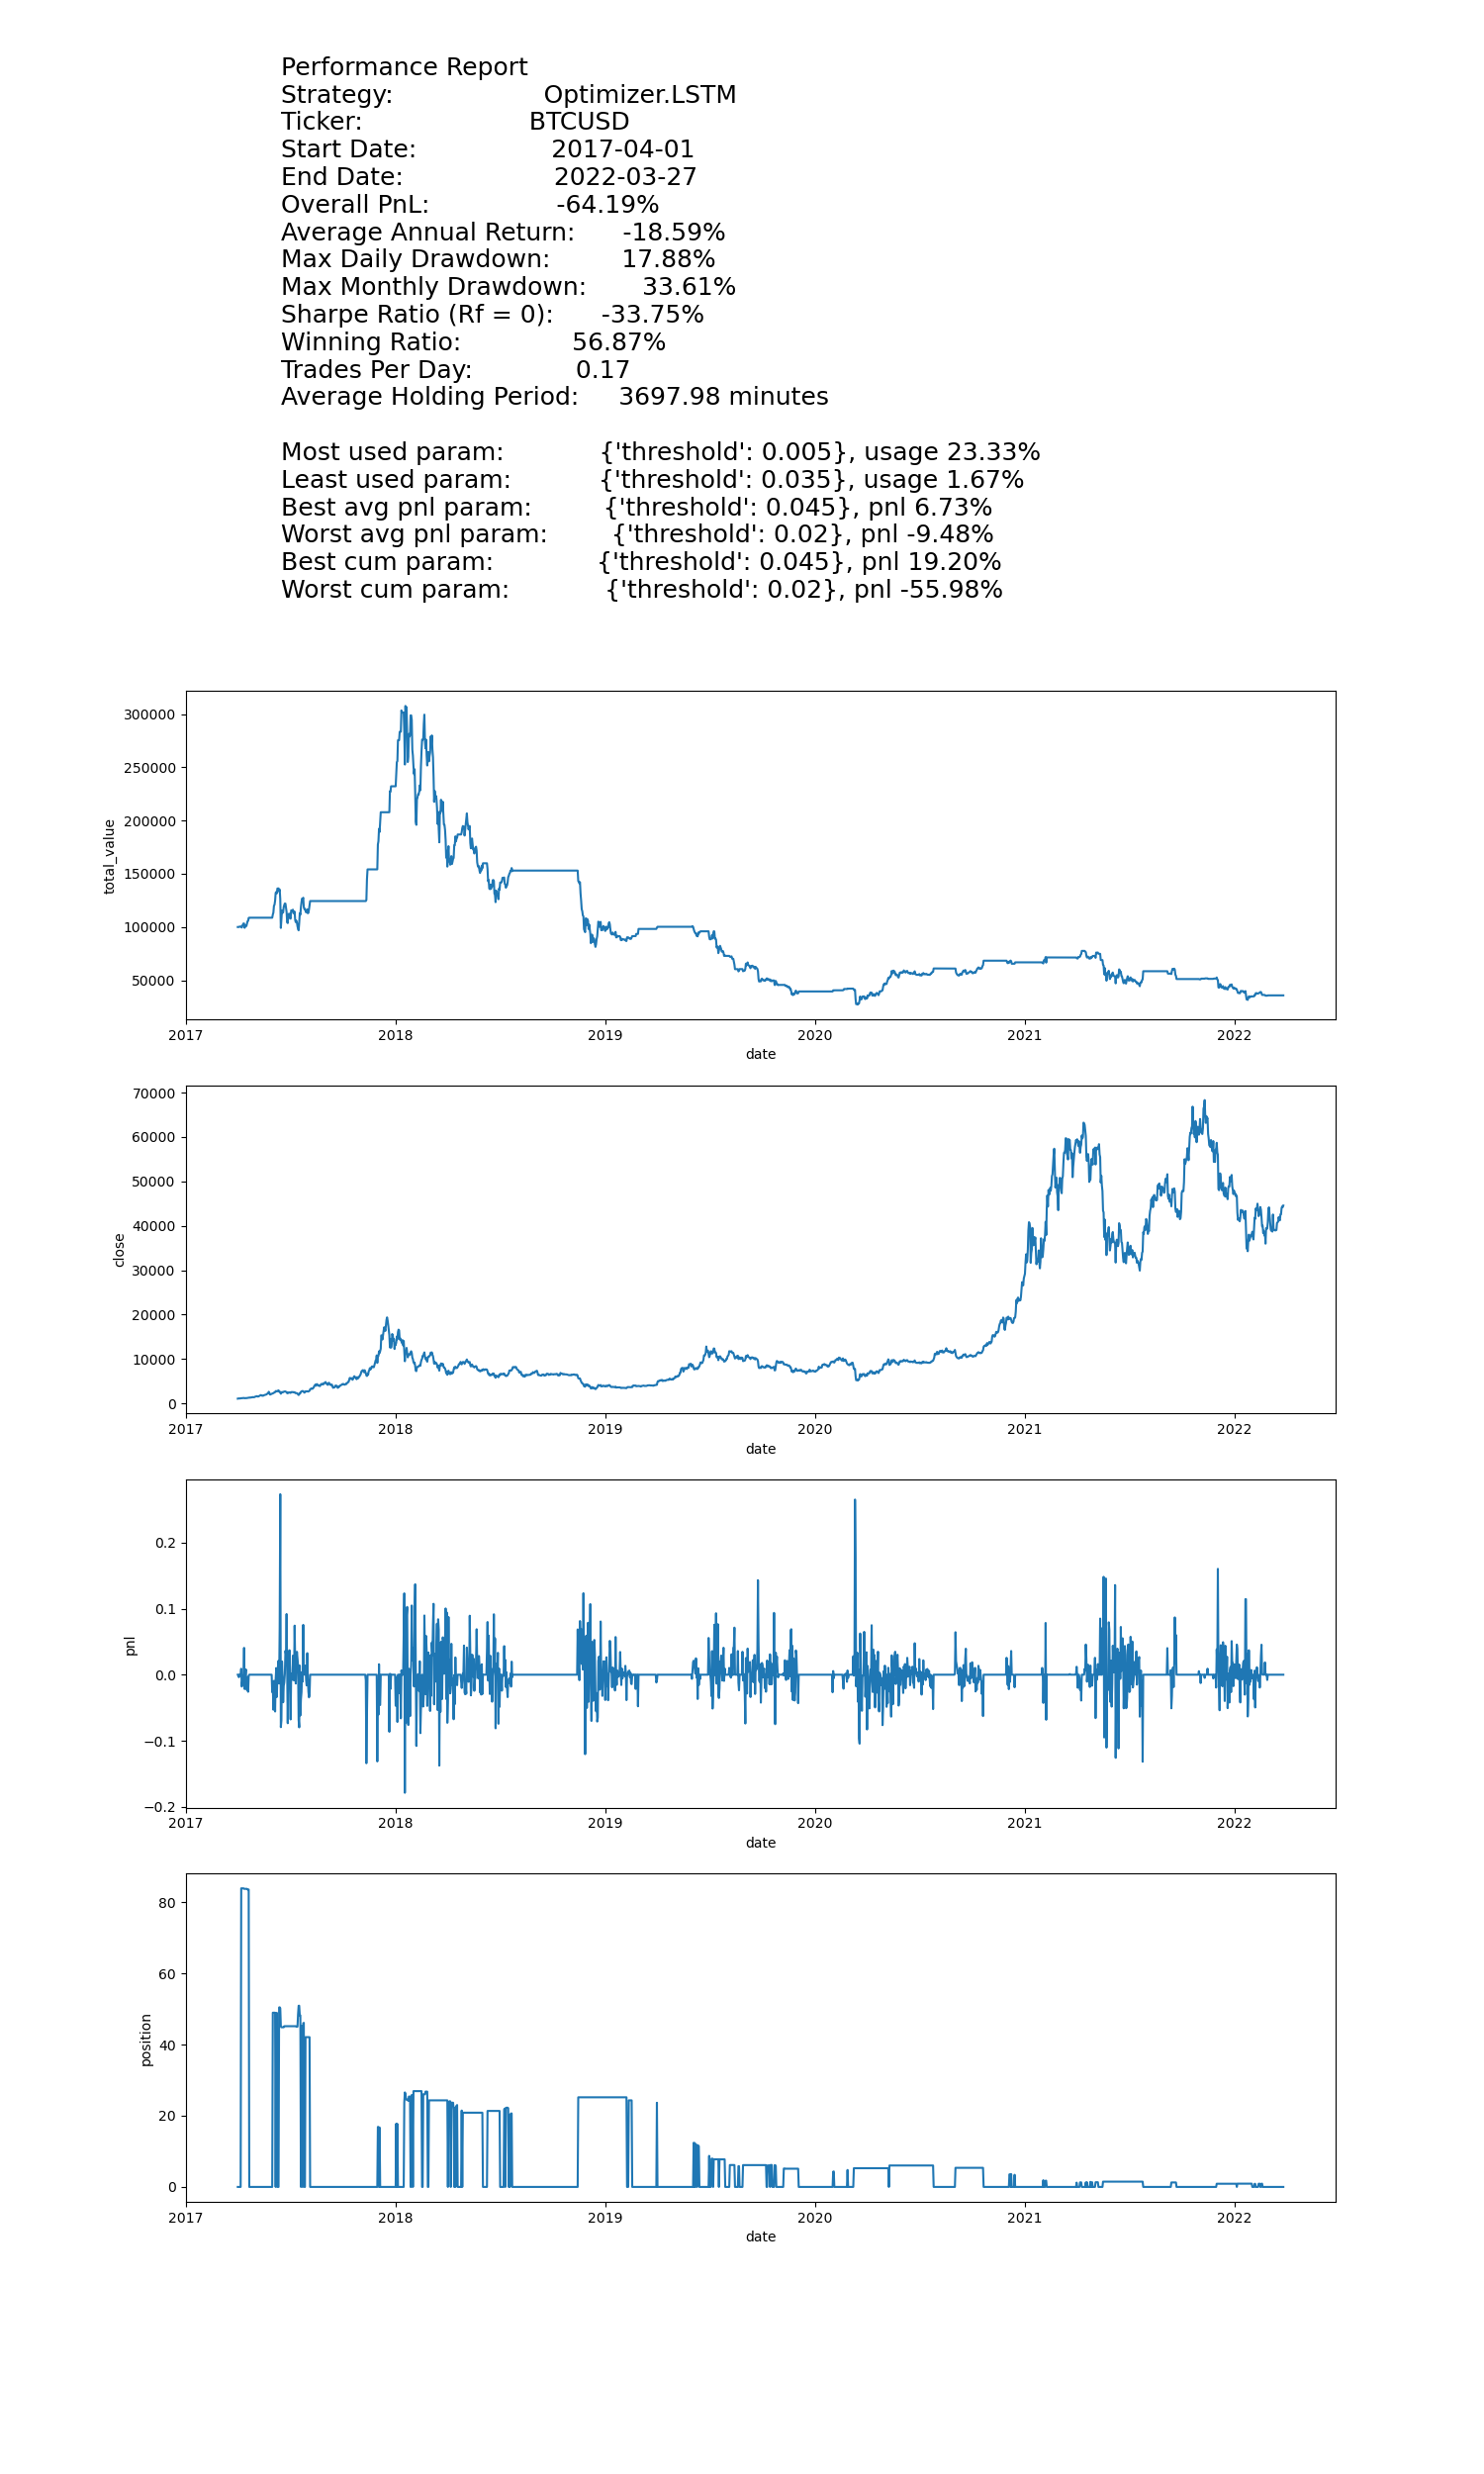 Performance Report
Strategy: Optimizer.LSTM
Ticker: BTCUSD
Start Date: 2017-04-01
End Date: 2022-03-27
Overall PnL: -64.19%
Average Annual Return: -18.59%
Max Daily Drawdown: 17.88%
Max Monthly Drawdown: 33.61%
Sharpe Ratio (Rf = 0): -33.75%
Winning Ratio: 56.87%
Trades Per Day: 0.17
Average Holding Period: 3697.98 minutes
Most used param: {'threshold': 0.005}, usage 23.33%
Least used param: {'threshold': 0.035}, usage 1.67%
Best avg pnl param: {'threshold': 0.045}, pnl 6.73%
Worst avg pnl param: {'threshold': 0.02}, pnl -9.48%
Best cum param: {'threshold': 0.045}, pnl 19.20%
Worst cum param: {'threshold': 0.02}, pnl -55.98%
300000
250000
200000
150000
100000
50000
total_value
2017 2018 2019 2020 2021 2022
date
70000
60000
50000
40000
30000
20000
10000
0
close
2017 2018 2019 2020 2021 2022
date
0.2
0.1
0.0
−0.1
−0.2
pnl
2017 2018 2019 2020 2021 2022
date
80
60
40
20
0
position
2017 2018 2019 2020 2021 2022
date